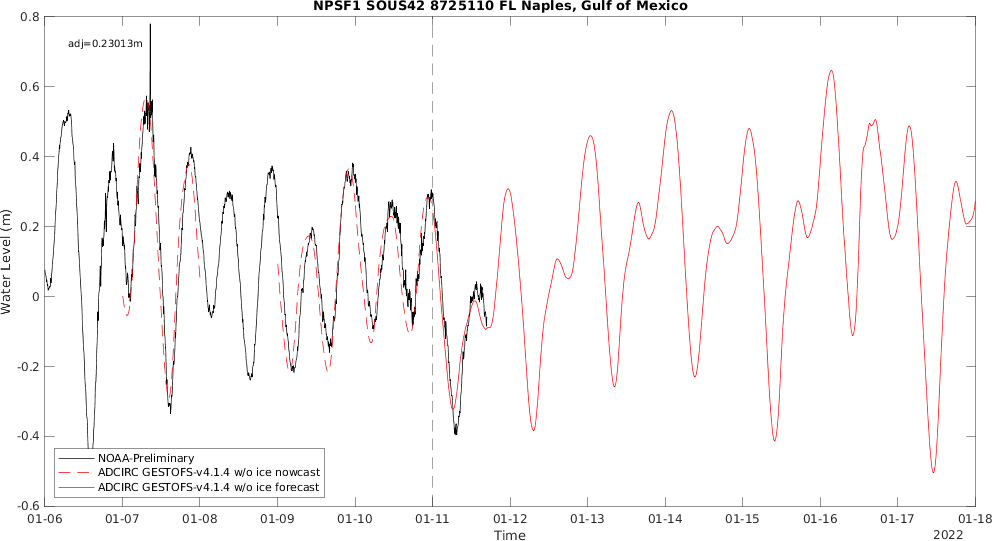 NPSF1 SOUS42 8725110 FL Naples, Gulf of Mexico
adj=0.23013m
0.8
0.6
0.4
0.2
0
-0.2
-0.4
-0.6
Water Level (m)
NOAA-Preliminary
ADCIRC GESTOFS-v4.1.4 w/o ice nowcast
ADCIRC GESTOFS-v4.1.4 w/o ice forecast
01-06 01-07 01-08 01-09 01-10 01-11 01-12 01-13 01-14 01-15 01-16 01-17 01-18
Time
2022